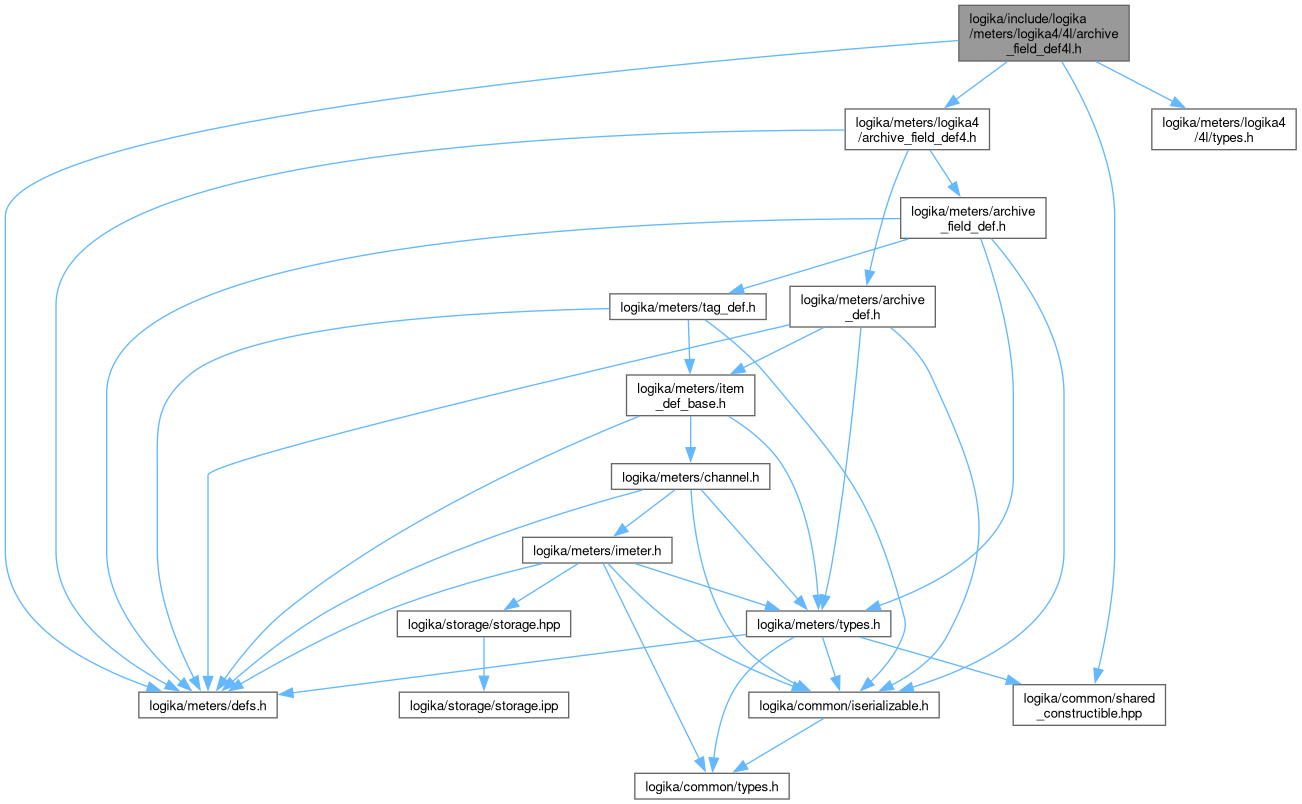 logika/include/logika
/meters/logika4/4l/archive
_field_def4l.h
logika/meters/logika4
/archive_field_def4.h
logika/meters/logika4
/4l/types.h
logika/meters/archive
_field_def.h
logika/meters/tag_def.h
logika/meters/archive
_def.h
logika/meters/item
_def_base.h
logika/meters/channel.h
logika/meters/imeter.h
logika/storage/storage.hpp
logika/meters/types.h
logika/meters/defs.h
logika/storage/storage.ipp
logika/common/iserializable.h
logika/common/shared
_constructible.hpp
logika/common/types.h